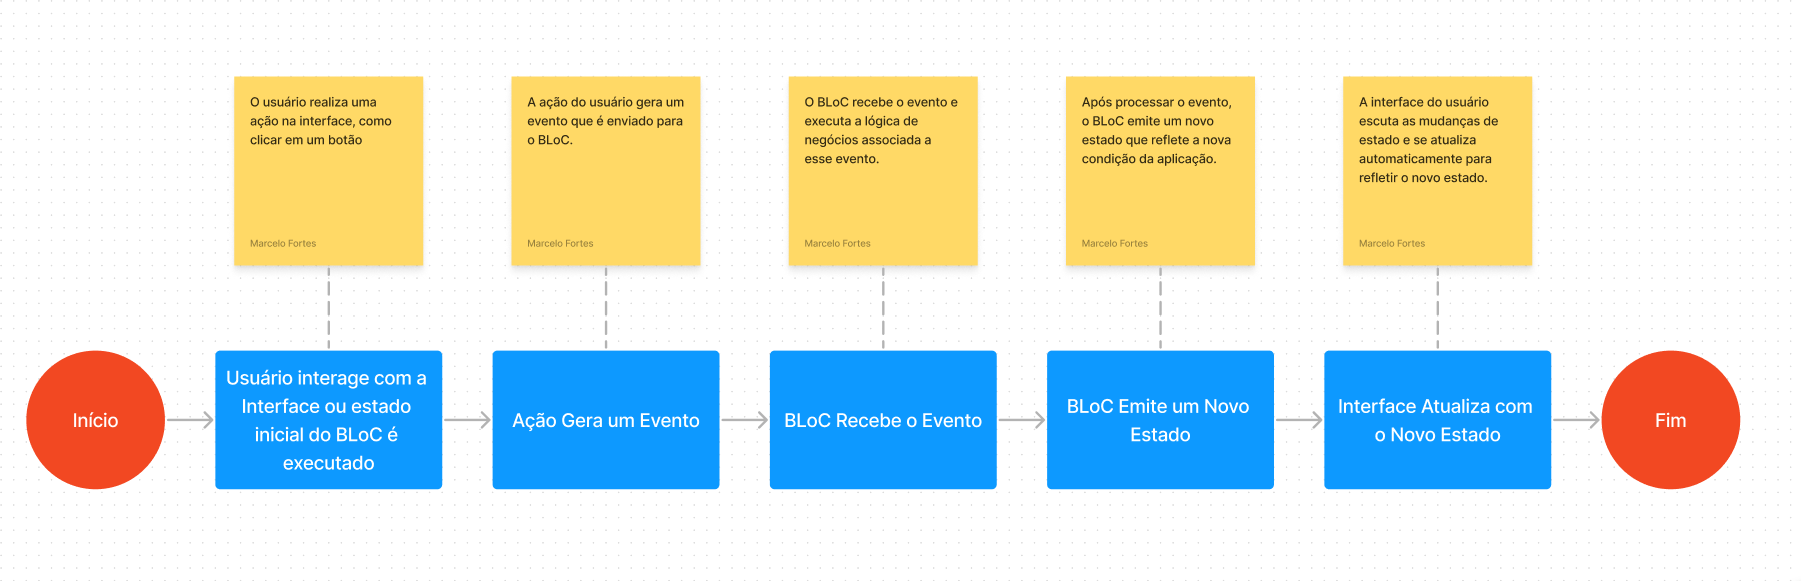 O usuário realiza uma
ação na interface, como
clicar em um botão
Marcelo Fortes
A ação do usuário gera um
evento que é enviado para
o BLoC.
Marcelo Fortes
O BLoC recebe o evento e
executa a lógica de
negócios associada a
esse evento.
Marcelo Fortes
Após processar o evento,
o BLoC emite um novo
estado que reflete a nova
condição da aplicação.
Marcelo Fortes
A interface do usuário
escuta as mudanças de
estado e se atualiza
automaticamente para
refletir o novo estado.
Marcelo Fortes
Início
Usuário interage com a
Interface ou estado
inicial do BLoC é
executado
Ação Gera um Evento
BLoC Recebe o Evento
BLoC Emite um Novo
Estado
Interface Atualiza com
o Novo Estado
Fim